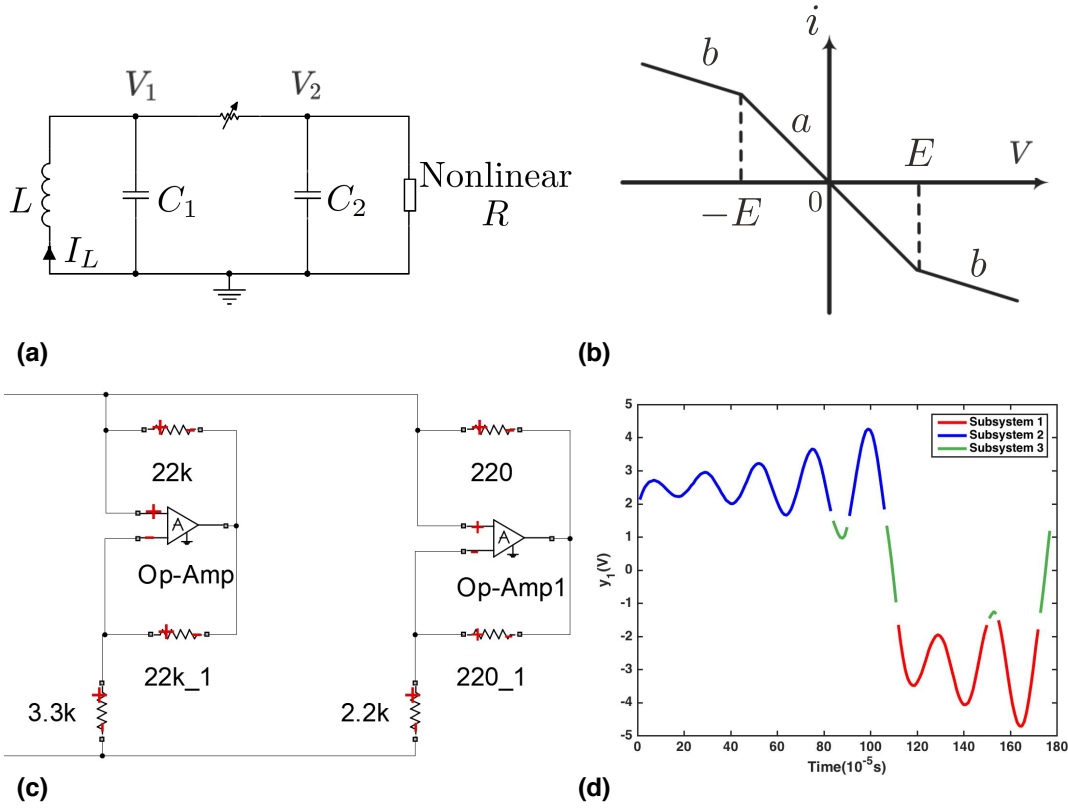 V₁ V₂
L I_L C₁ C₂ Nonlinear
R
(a)
i
b
a
E V
−E 0
b
(b)
22k 220
A A
Op-Amp Op-Amp1
22k_1 220_1
3.3k 2.2k
(c)
5
4
3
2
1
0
-1
-2
-3
-4
-5
y₁(V)
Subsystem 1
Subsystem 2
Subsystem 3
0 20 40 60 80 100 120 140 160 180
Time(10⁻⁵s)
(d)